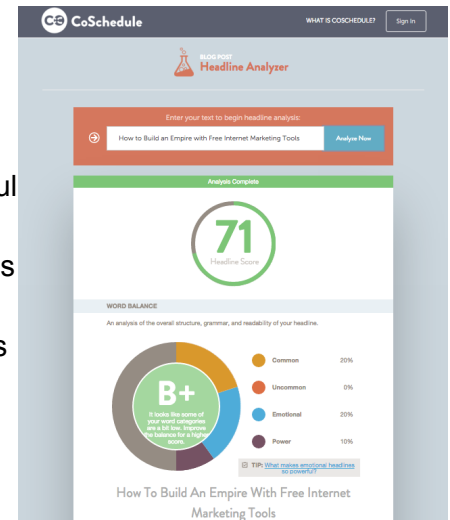 CoSchedule
WHAT IS COSCHEDULE?
Sign In
BLOG POST
Headline Analyzer
Enter your text to begin headline analysis:
How to Build an Empire with Free Internet Marketing Tools
Analyze Now
Analysis Complete
ul
71
Headline Score
s
WORD BALANCE
An analysis of the overall structure, grammar, and readability of your headline.
s
B+
It looks like some of
your word categories
are a bit low. Improve
the balance for a higher
score.
Common 20%
Uncommon 0%
Emotional 20%
Power 10%
TIP: What makes emotional headlines
so powerful?
How To Build An Empire With Free Internet
Marketing Tools